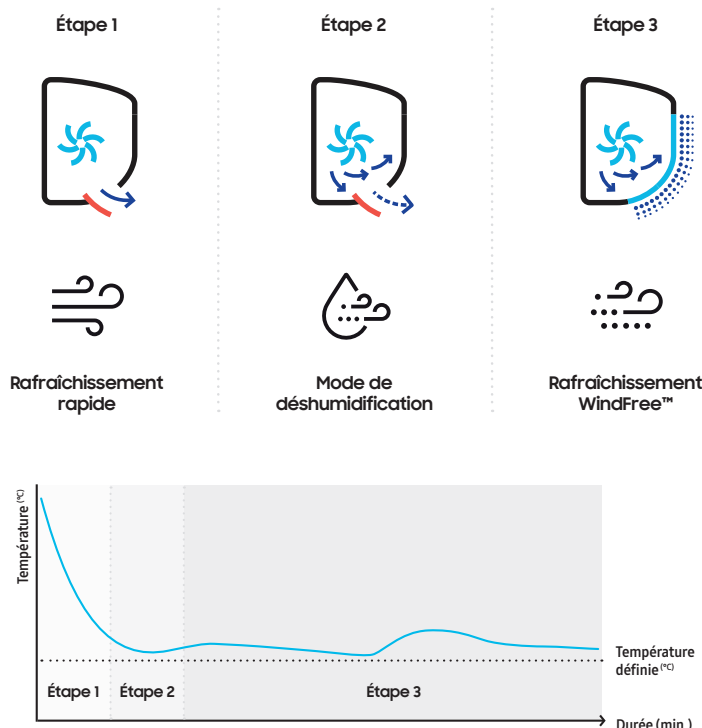 Étape 1
Étape 2
Étape 3
Rafraîchissement
rapide
Mode de
déshumidification
Rafraîchissement
WindFree™
Température (°C)
Température
définie (°C)
Étape 1
Étape 2
Étape 3
Durée (min.)